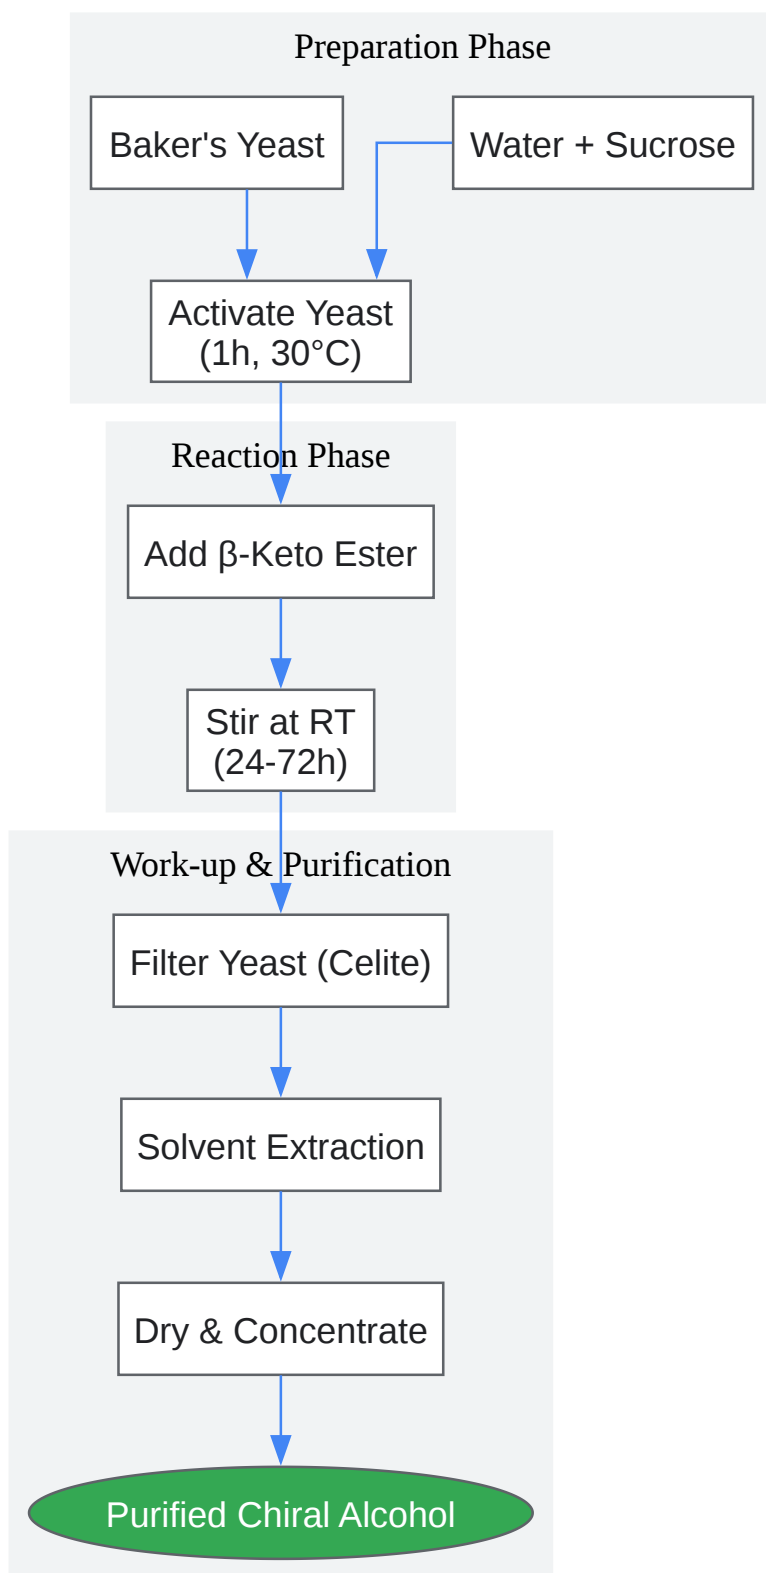 Preparation Phase
Baker's Yeast
Water + Sucrose
Activate Yeast
(1h, 30°C)
Reaction Phase
Add β-Keto Ester
Stir at RT
(24-72h)
Work-up & Purification
Filter Yeast (Celite)
Solvent Extraction
Dry & Concentrate
Purified Chiral Alcohol